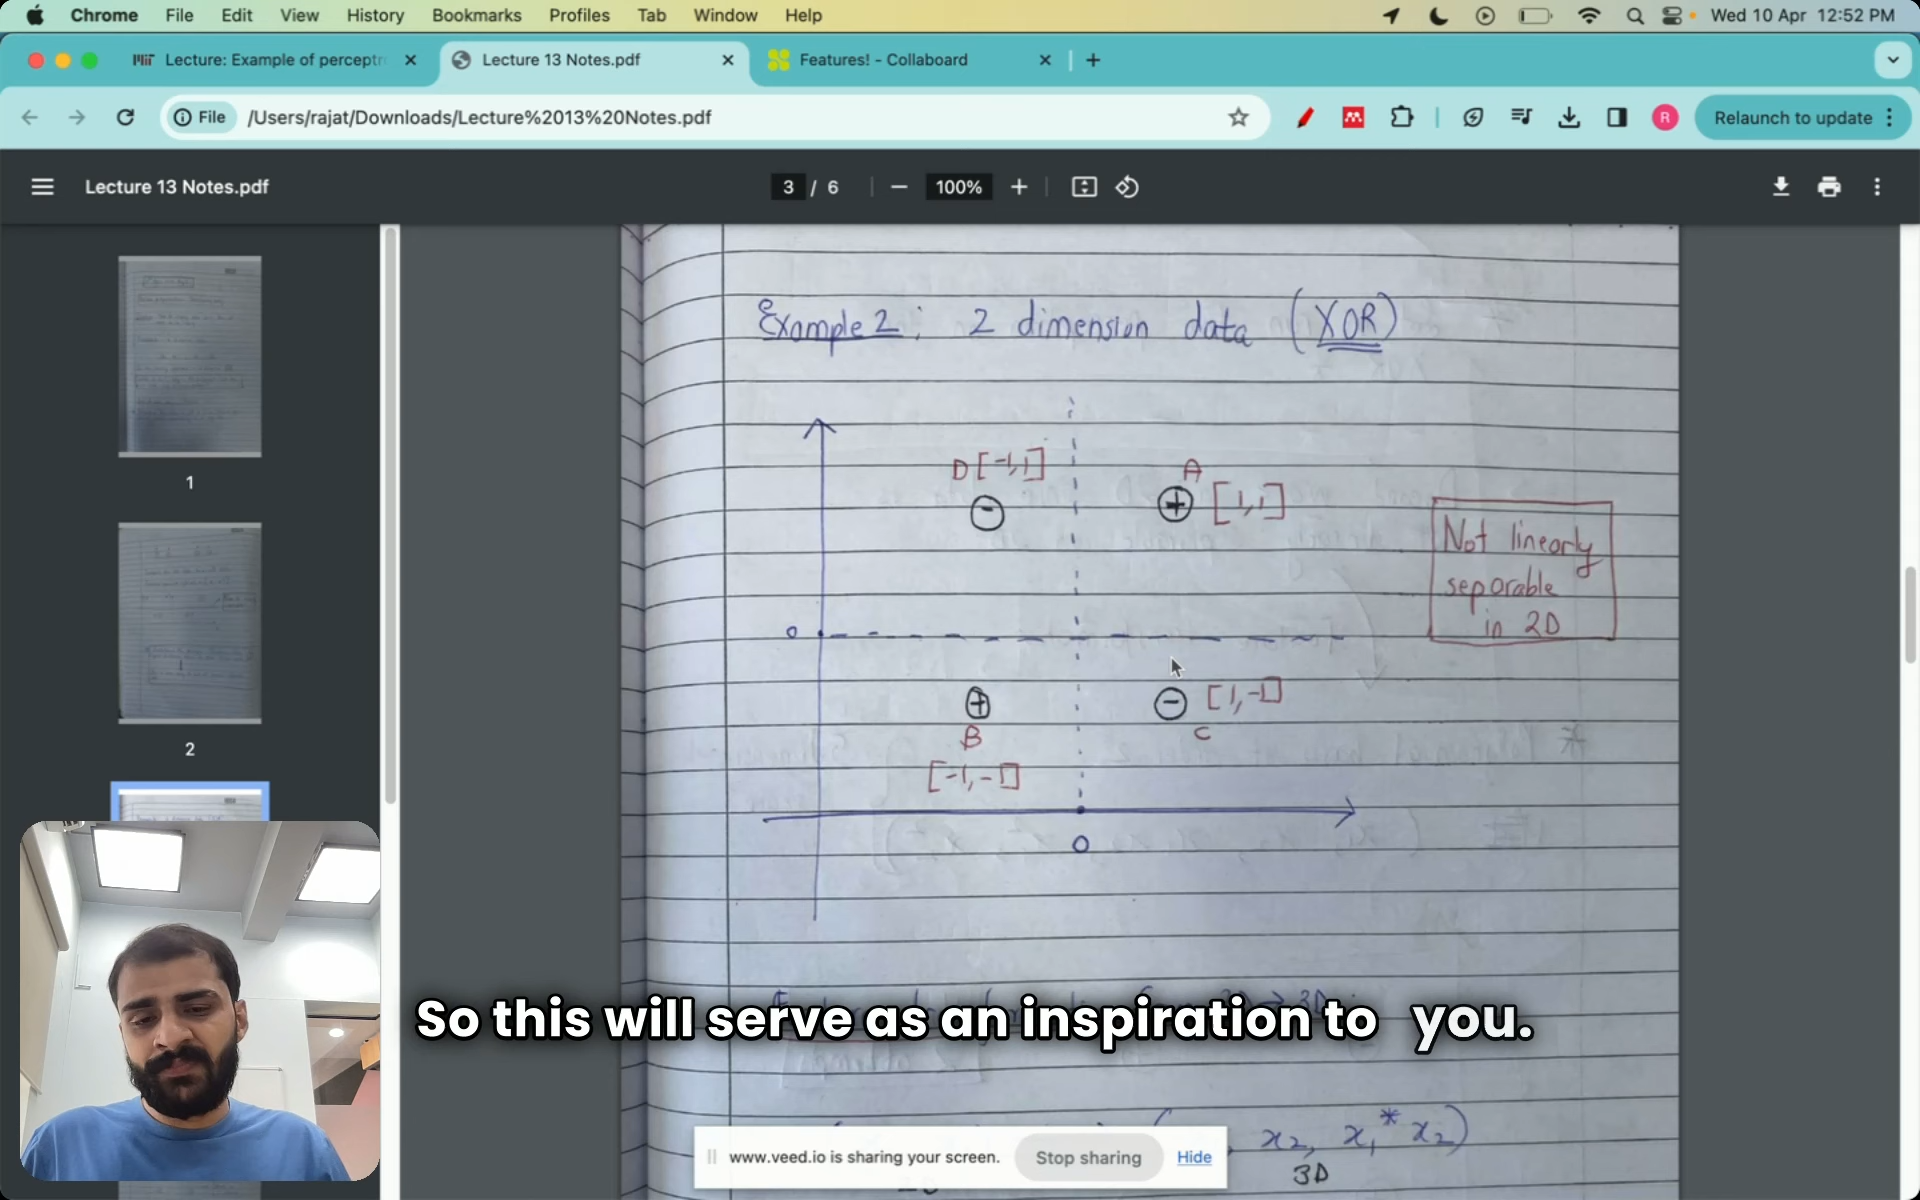 Chrome File Edit View History Bookmarks Profiles Tab Window Help
Wed 10 Apr 12:52 PM
Lecture: Example of perceptr
Lecture 13 Notes.pdf
Features! - Collaboard
File /Users/rajat/Downloads/Lecture%2013%20Notes.pdf
R
Relaunch to update
Lecture 13 Notes.pdf
3 / 6
100%
1
2
Example 2: 2 dimension data (XOR)
D [-1,1]
-
A
+ [1,1]
Not linearly
separable
in 2D
0
+
B
[-1,-1]
- [1,-1]
C
0
So this will serve as an inspiration to you.
x2, x1 * x2)
3D
www.veed.io is sharing your screen.
Stop sharing
Hide